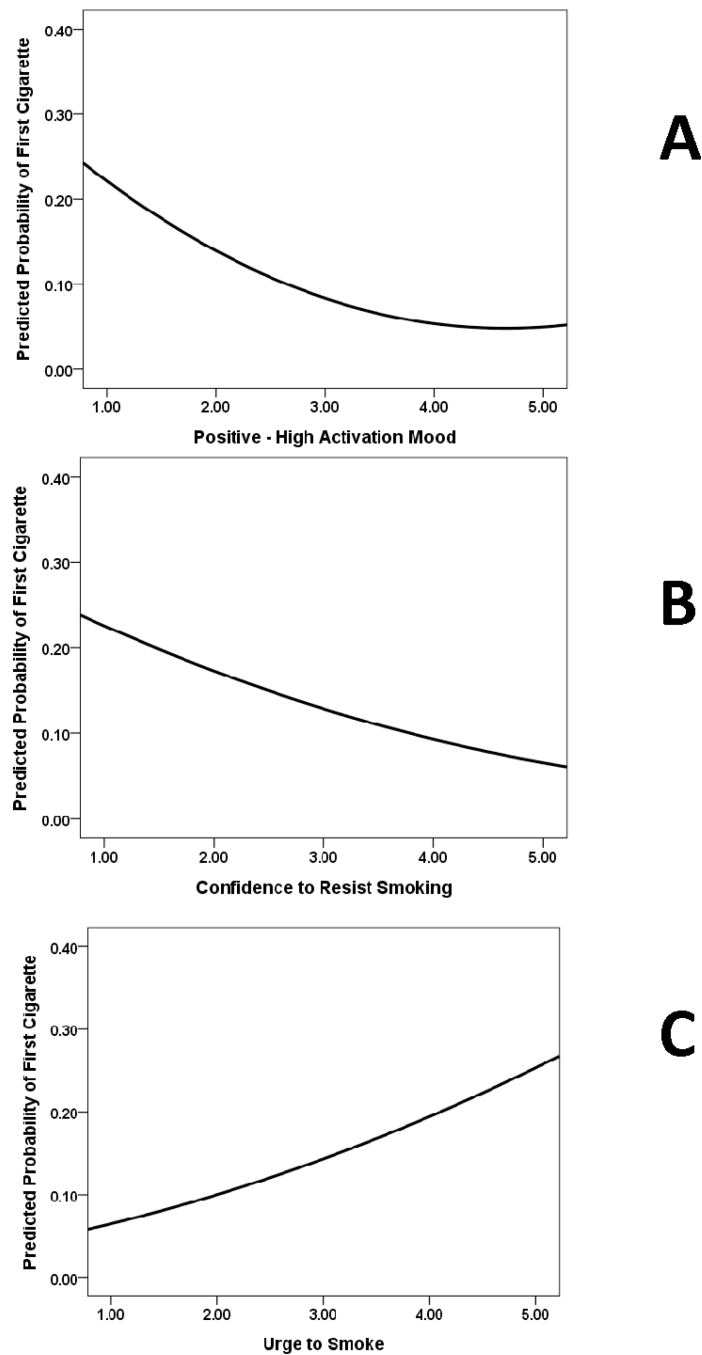 Predicted Probability of First Cigarette
0.40
0.30
0.20
0.10
0.00
1.00 2.00 3.00 4.00 5.00
Positive - High Activation Mood
A
Predicted Probability of First Cigarette
0.40
0.30
0.20
0.10
0.00
1.00 2.00 3.00 4.00 5.00
Confidence to Resist Smoking
B
Predicted Probability of First Cigarette
0.40
0.30
0.20
0.10
0.00
1.00 2.00 3.00 4.00 5.00
Urge to Smoke
C